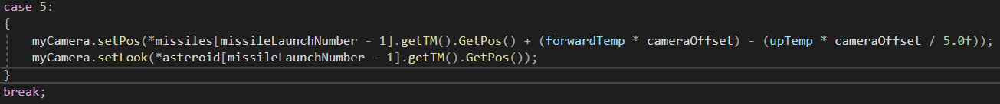 case 5:
{
myCamera.setPos(*missiles[missileLaunchNumber - 1].getTM().GetPos() + (forwardTemp * cameraOffset) - (upTemp * cameraOffset / 5.0f));
myCamera.setLook(*asteroid[missileLaunchNumber - 1].getTM().GetPos());
}
break;